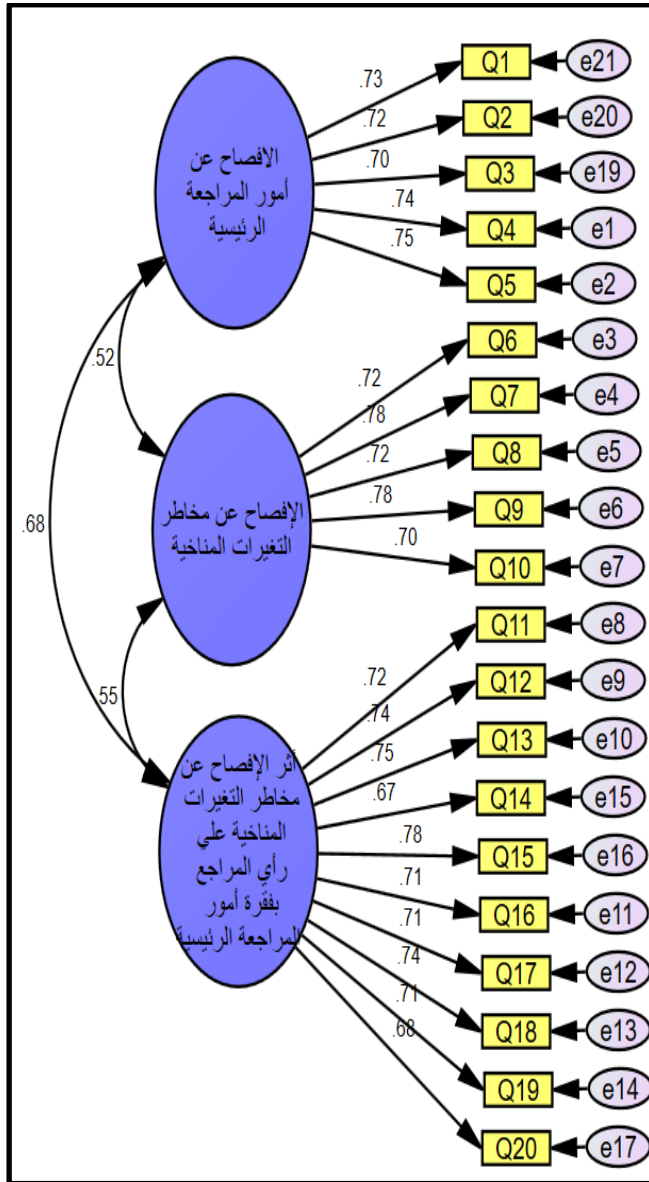 .73
Q1
e21
.72
Q2
e20
.70
Q3
e19
.74
Q4
e1
.75
Q5
e2
الافصاح عن
أمور المراجعة
الرئيسية
.52
.68
.72
Q6
e3
.78
Q7
e4
.72
Q8
e5
.78
Q9
e6
.70
Q10
e7
الإفصاح عن مخاطر
التغيرات المناخية
.55
.72
Q11
e8
.74
Q12
e9
.75
Q13
e10
.67
Q14
e15
.78
Q15
e16
.71
Q16
e11
.71
Q17
e12
.74
Q18
e13
.71
Q19
e14
.68
Q20
e17
أثر الإفصاح عن
مخاطر التغيرات
المناخية علي
رأي المراجع
بفقرة أمور
المراجعة الرئيسية